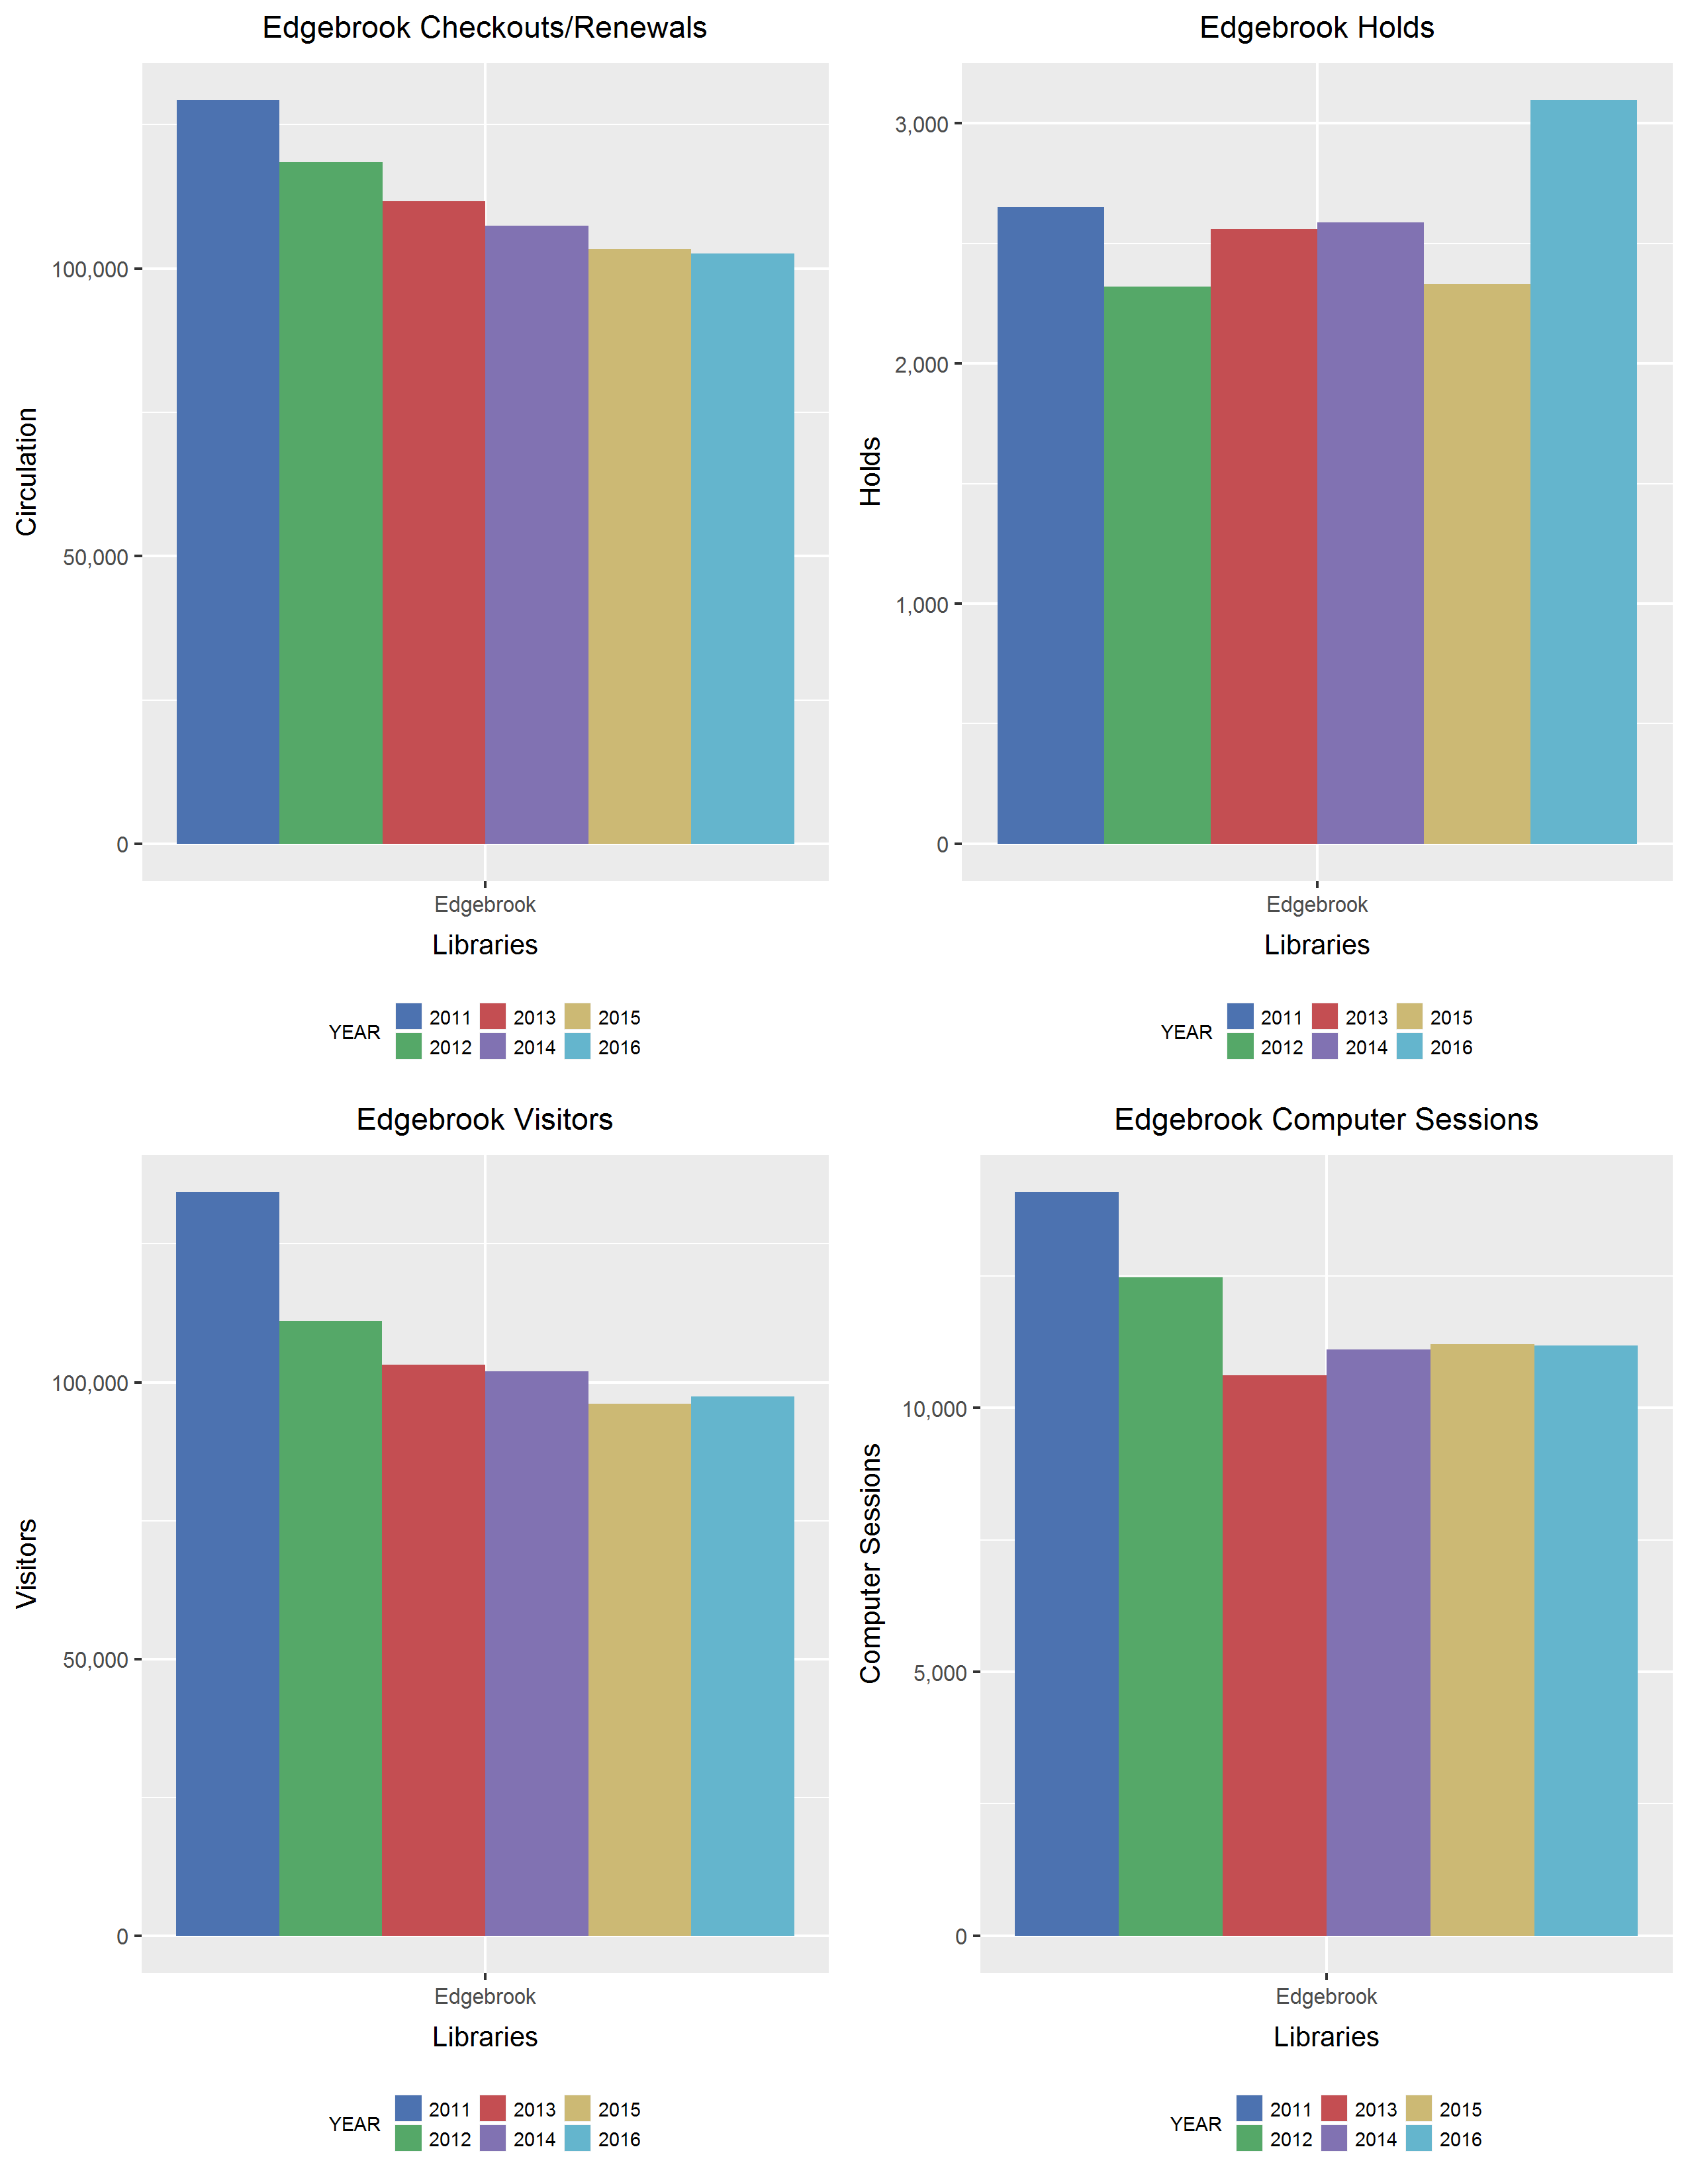 Edgebrook Checkouts/Renewals
Circulation
100,000
50,000
0
Edgebrook
Libraries
YEAR
2011 2013 2015
2012 2014 2016
Edgebrook Holds
Holds
3,000
2,000
1,000
0
Edgebrook
Libraries
YEAR
2011 2013 2015
2012 2014 2016
Edgebrook Visitors
Visitors
100,000
50,000
0
Edgebrook
Libraries
YEAR
2011 2013 2015
2012 2014 2016
Edgebrook Computer Sessions
Computer Sessions
10,000
5,000
0
Edgebrook
Libraries
YEAR
2011 2013 2015
2012 2014 2016